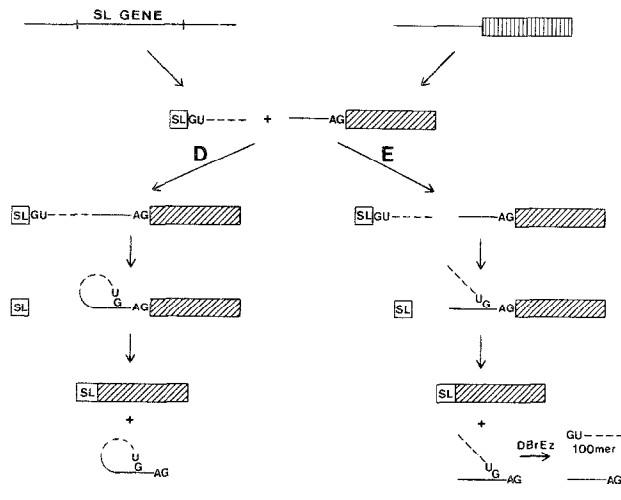 SL GENE
SL GU + AG
D E
SL GU AG SL GU AG
SL U G AG SL U G AG
SL SL
+ +
U G AG U G AG DBrEz GU 100mer AG